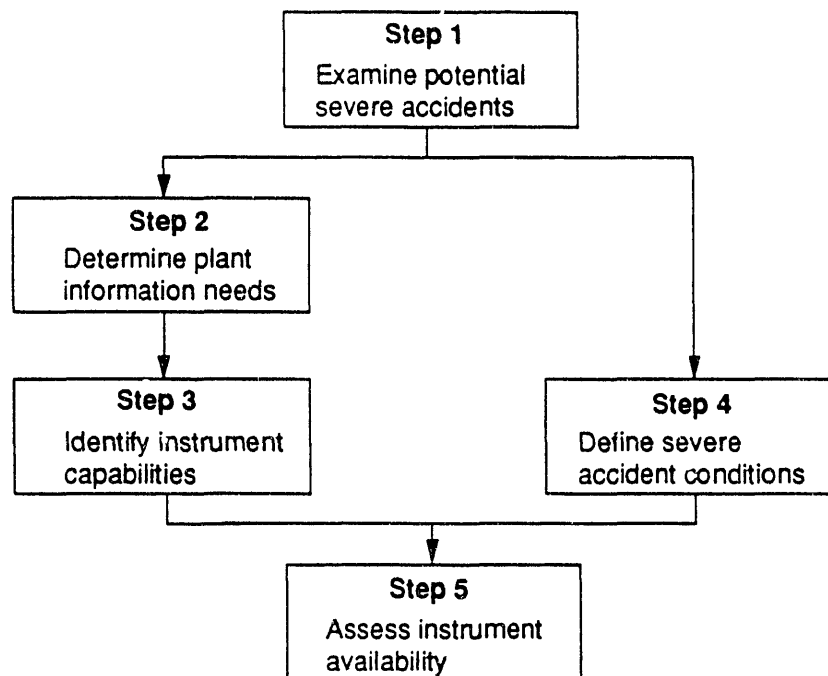 Step 1
Examine potential
severe accidents
Step 2
Determine plant
information needs
Step 3
Identify instrument
capabilities
Step 4
Define severe
accident conditions
Step 5
Assess instrument
availability